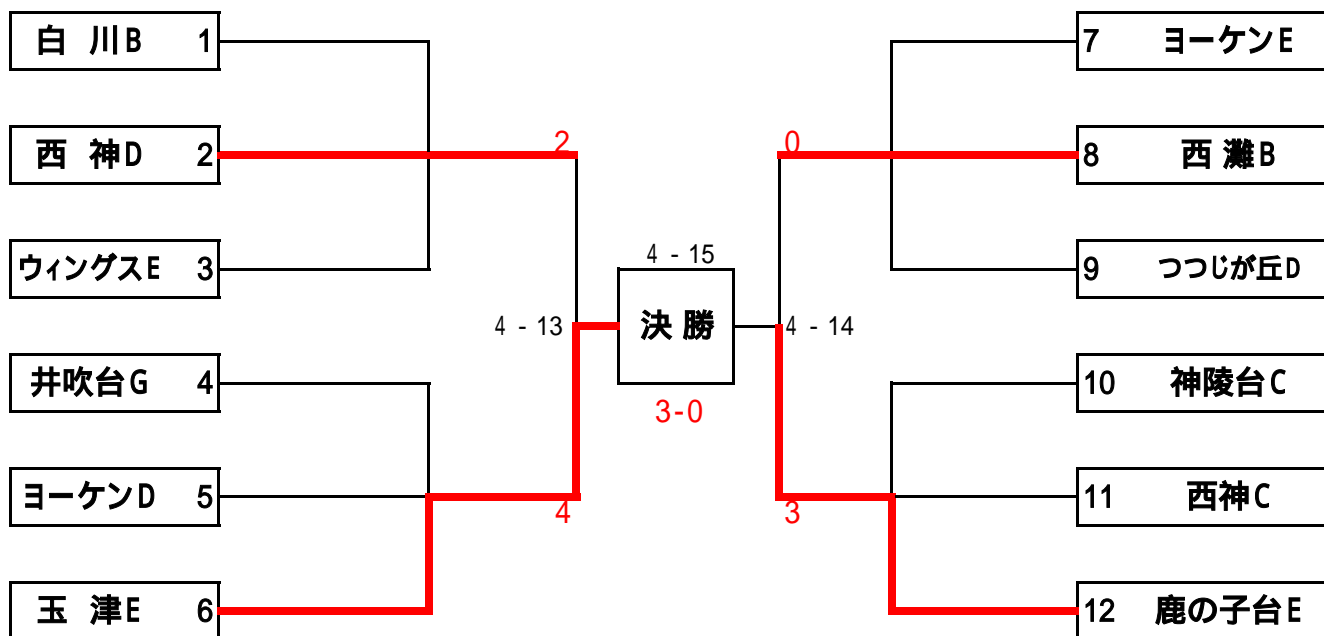 白 川B 1
西 神D 2
ウィングスE 3
井吹台G 4
ヨーケンD 5
玉 津E 6
2
4 - 13
4
4 - 15
決 勝
3-0
0
4 - 14
3
7 ヨーケンE
8 西 灘B
9 つつじが丘D
10 神陵台C
11 西神C
12 鹿の子台E